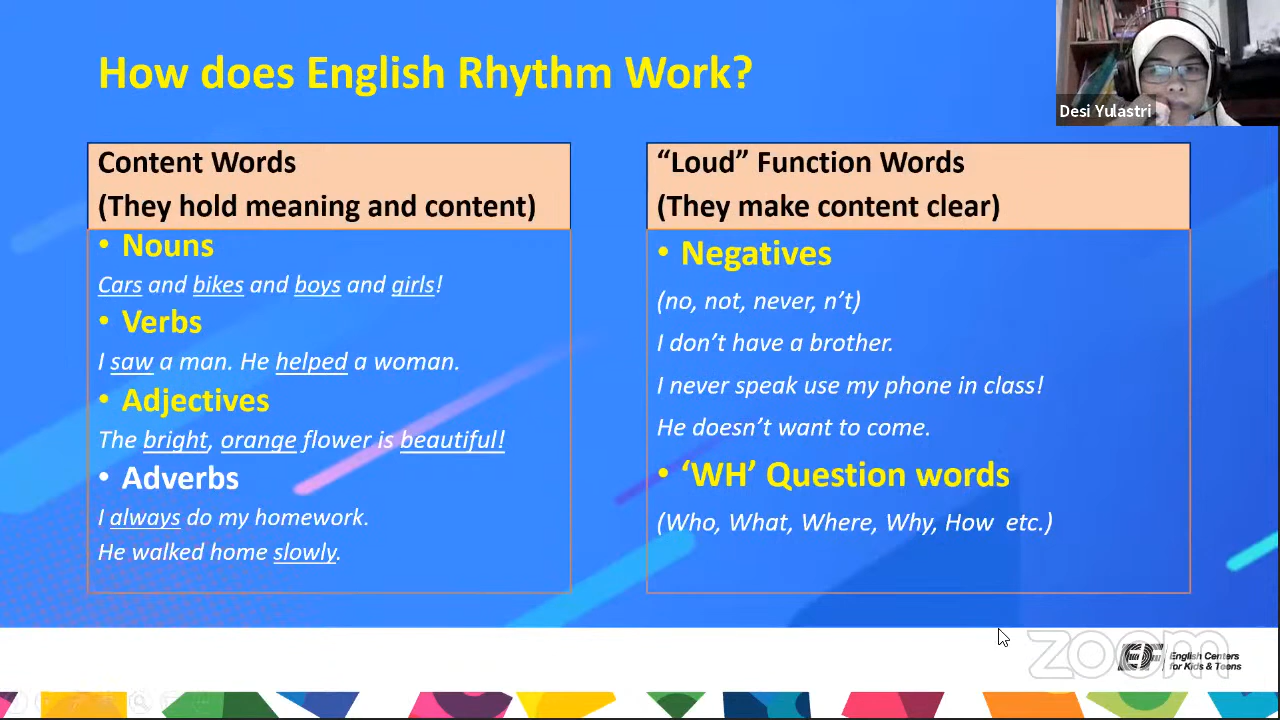 How does English Rhythm Work?
Desi Yulastri
Content Words
(They hold meaning and content)
• Nouns
Cars and bikes and boys and girls!
• Verbs
I saw a man. He helped a woman.
• Adjectives
The bright, orange flower is beautiful!
• Adverbs
I always do my homework.
He walked home slowly.
“Loud” Function Words
(They make content clear)
• Negatives
(no, not, never, n’t)
I don’t have a brother.
I never speak use my phone in class!
He doesn’t want to come.
• ‘WH’ Question words
(Who, What, Where, Why, How etc.)
zoom
EF English Centers
for Kids & Teens